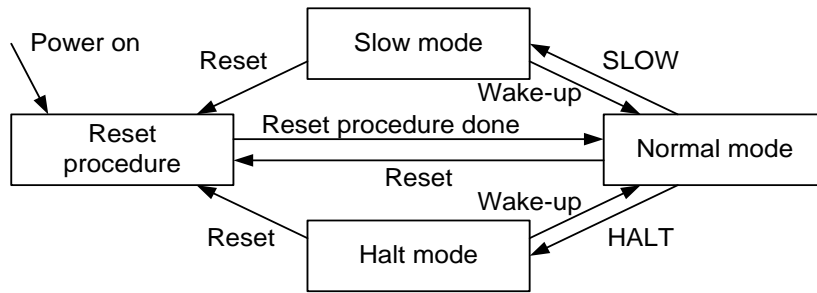 Power on
Slow mode
Reset
SLOW
Wake-up
Reset
procedure
Reset procedure done
Normal mode
Reset
Wake-up
Reset
Halt mode
HALT